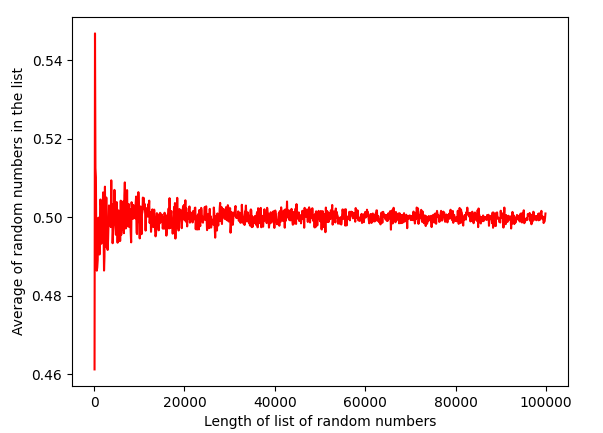 Average of random numbers in the list
0.54
0.52
0.50
0.48
0.46
0 20000 40000 60000 80000 100000
Length of list of random numbers